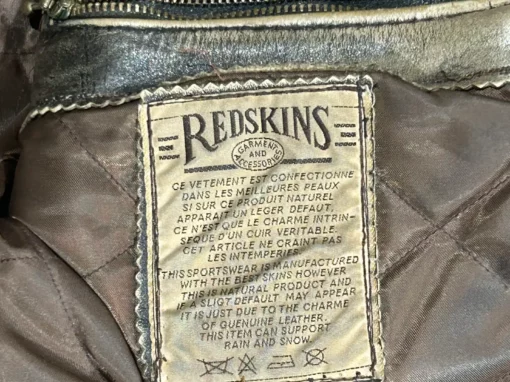 REDSKINS
GARMENTS
AND
ACCESSORIES
CE VETEMENT EST CONFECTIONNE
DANS LES MEILLEURES PEAUX
SI SUR CE PRODUIT NATUREL
APPARAIT UN LEGER DEFAUT,
CE N'EST QUE LE CHARME INTRIN-
SEQUE D'UN CUIR VERITABLE.
CET ARTICLE NE CRAINT PAS
LES INTEMPERIES
THIS SPORTSWEAR IS MANUFACTURED
WITH THE BEST SKINS HOWEVER
THIS IS NATURAL PRODUCT AND
IF A SLIGT DEFAULT MAY APPEAR
IT IS JUST DUE TO THE CHARME
OF GUENUINE LEATHER.
THIS ITEM CAN SUPPORT
RAIN AND SNOW.